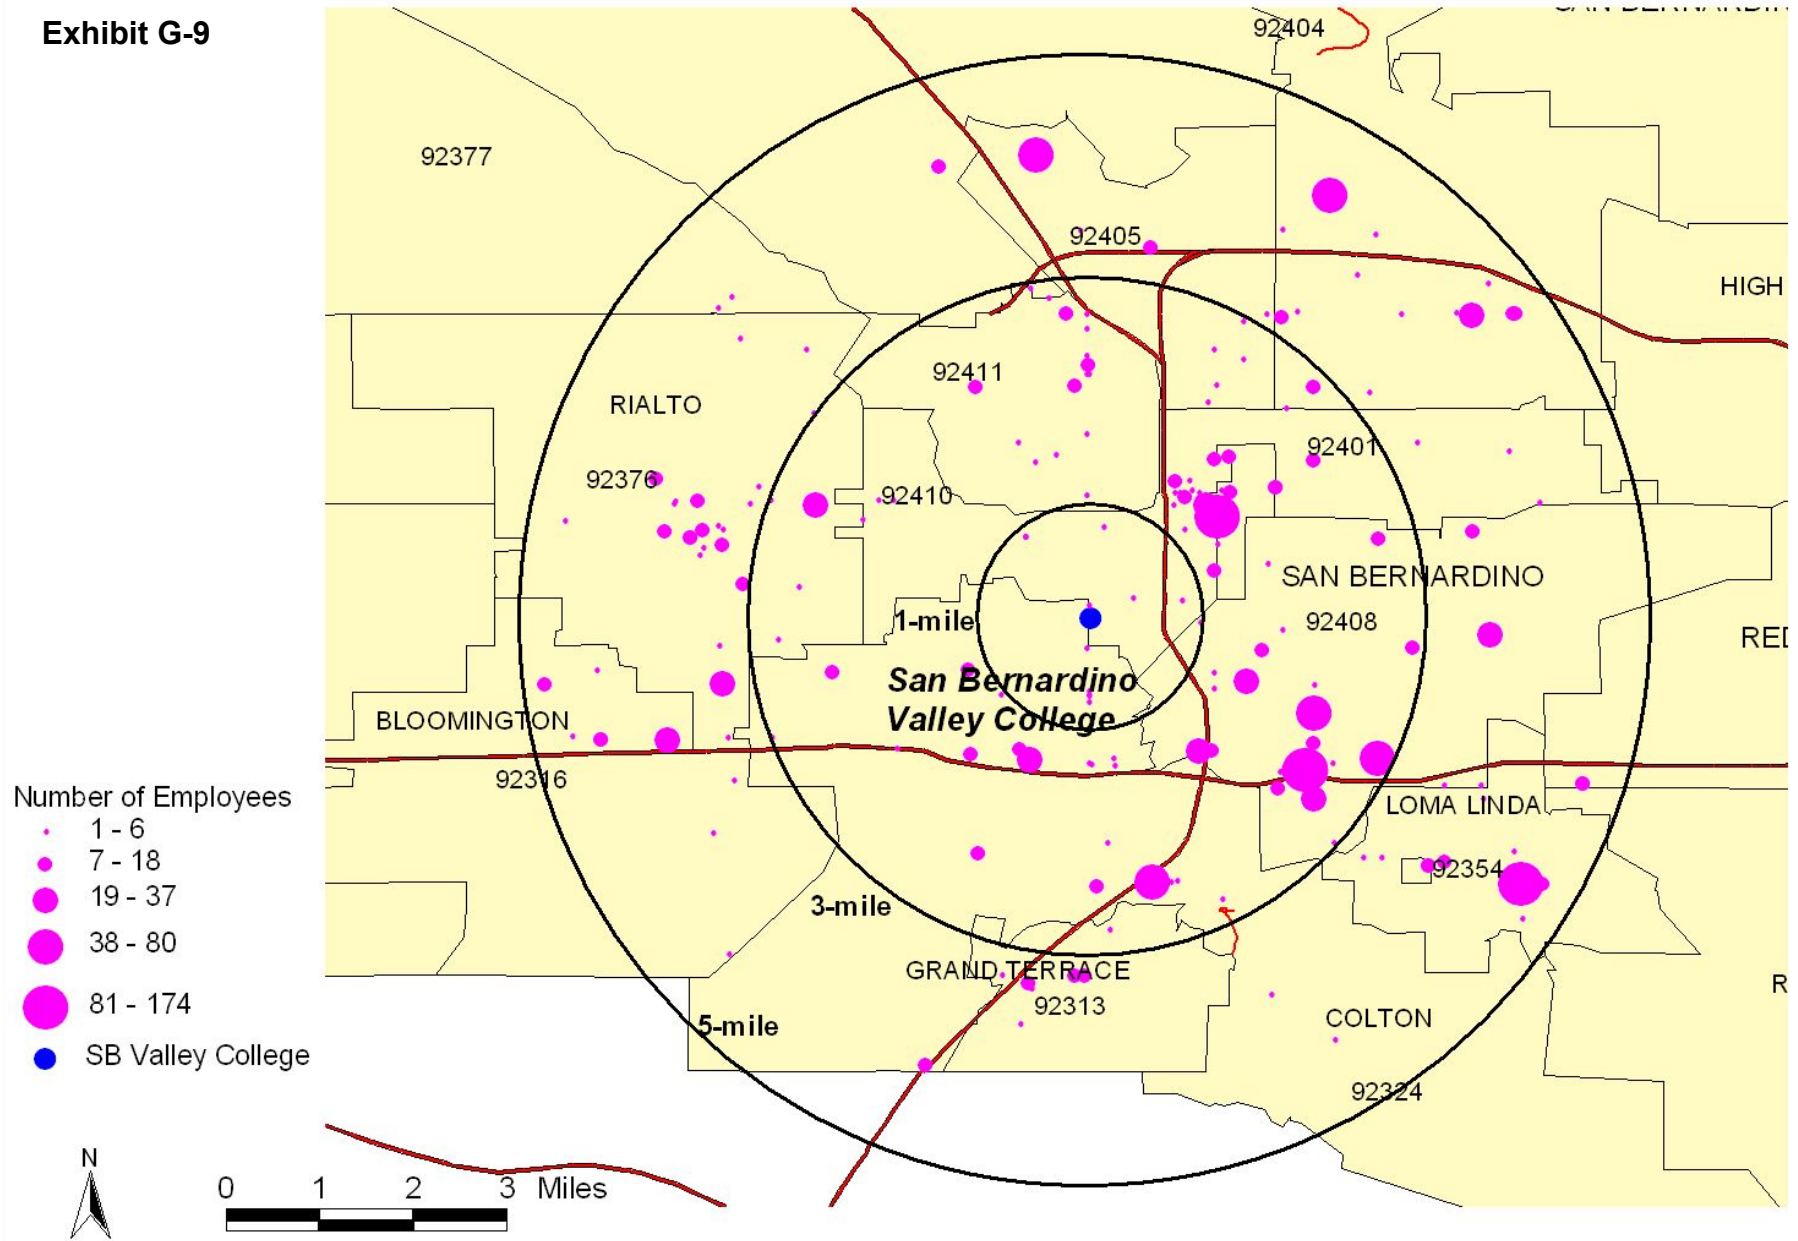 Exhibit G-9
92404
92377
92405
HIGH
92411
RIALTO
92401
92376
92410
SAN BERNARDINO
92408
1-mile
RED
San Bernardino
Valley College
BLOOMINGTON
92316
Number of Employees
1 - 6
7 - 18
19 - 37
38 - 80
81 - 174
SB Valley College
LOMA LINDA
92354
3-mile
GRAND TERRACE
92313
R
5-mile
COLTON
92324
N
0 1 2 3 Miles